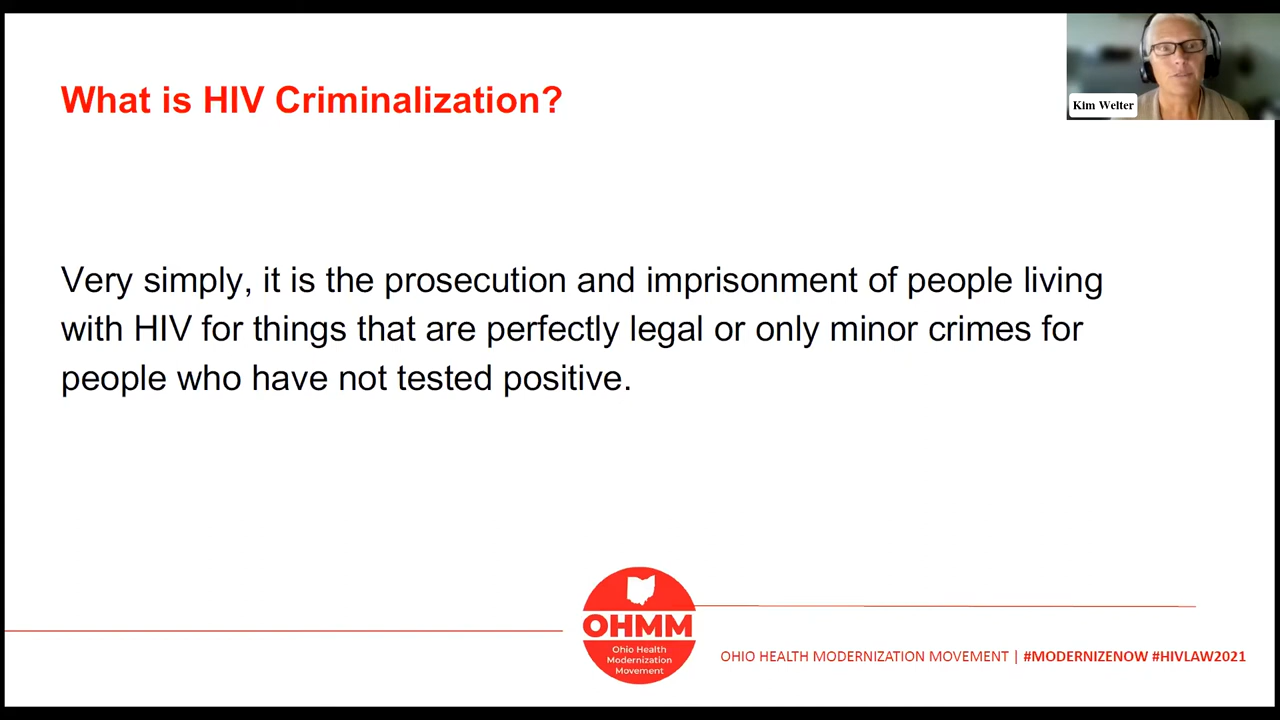 What is HIV Criminalization?
Kim Welter
Very simply, it is the prosecution and imprisonment of people living
with HIV for things that are perfectly legal or only minor crimes for
people who have not tested positive.
OHMM
Ohio Health
Modernization
Movement
OHIO HEALTH MODERNIZATION MOVEMENT | #MODERNIZENOW #HIVLAW2021